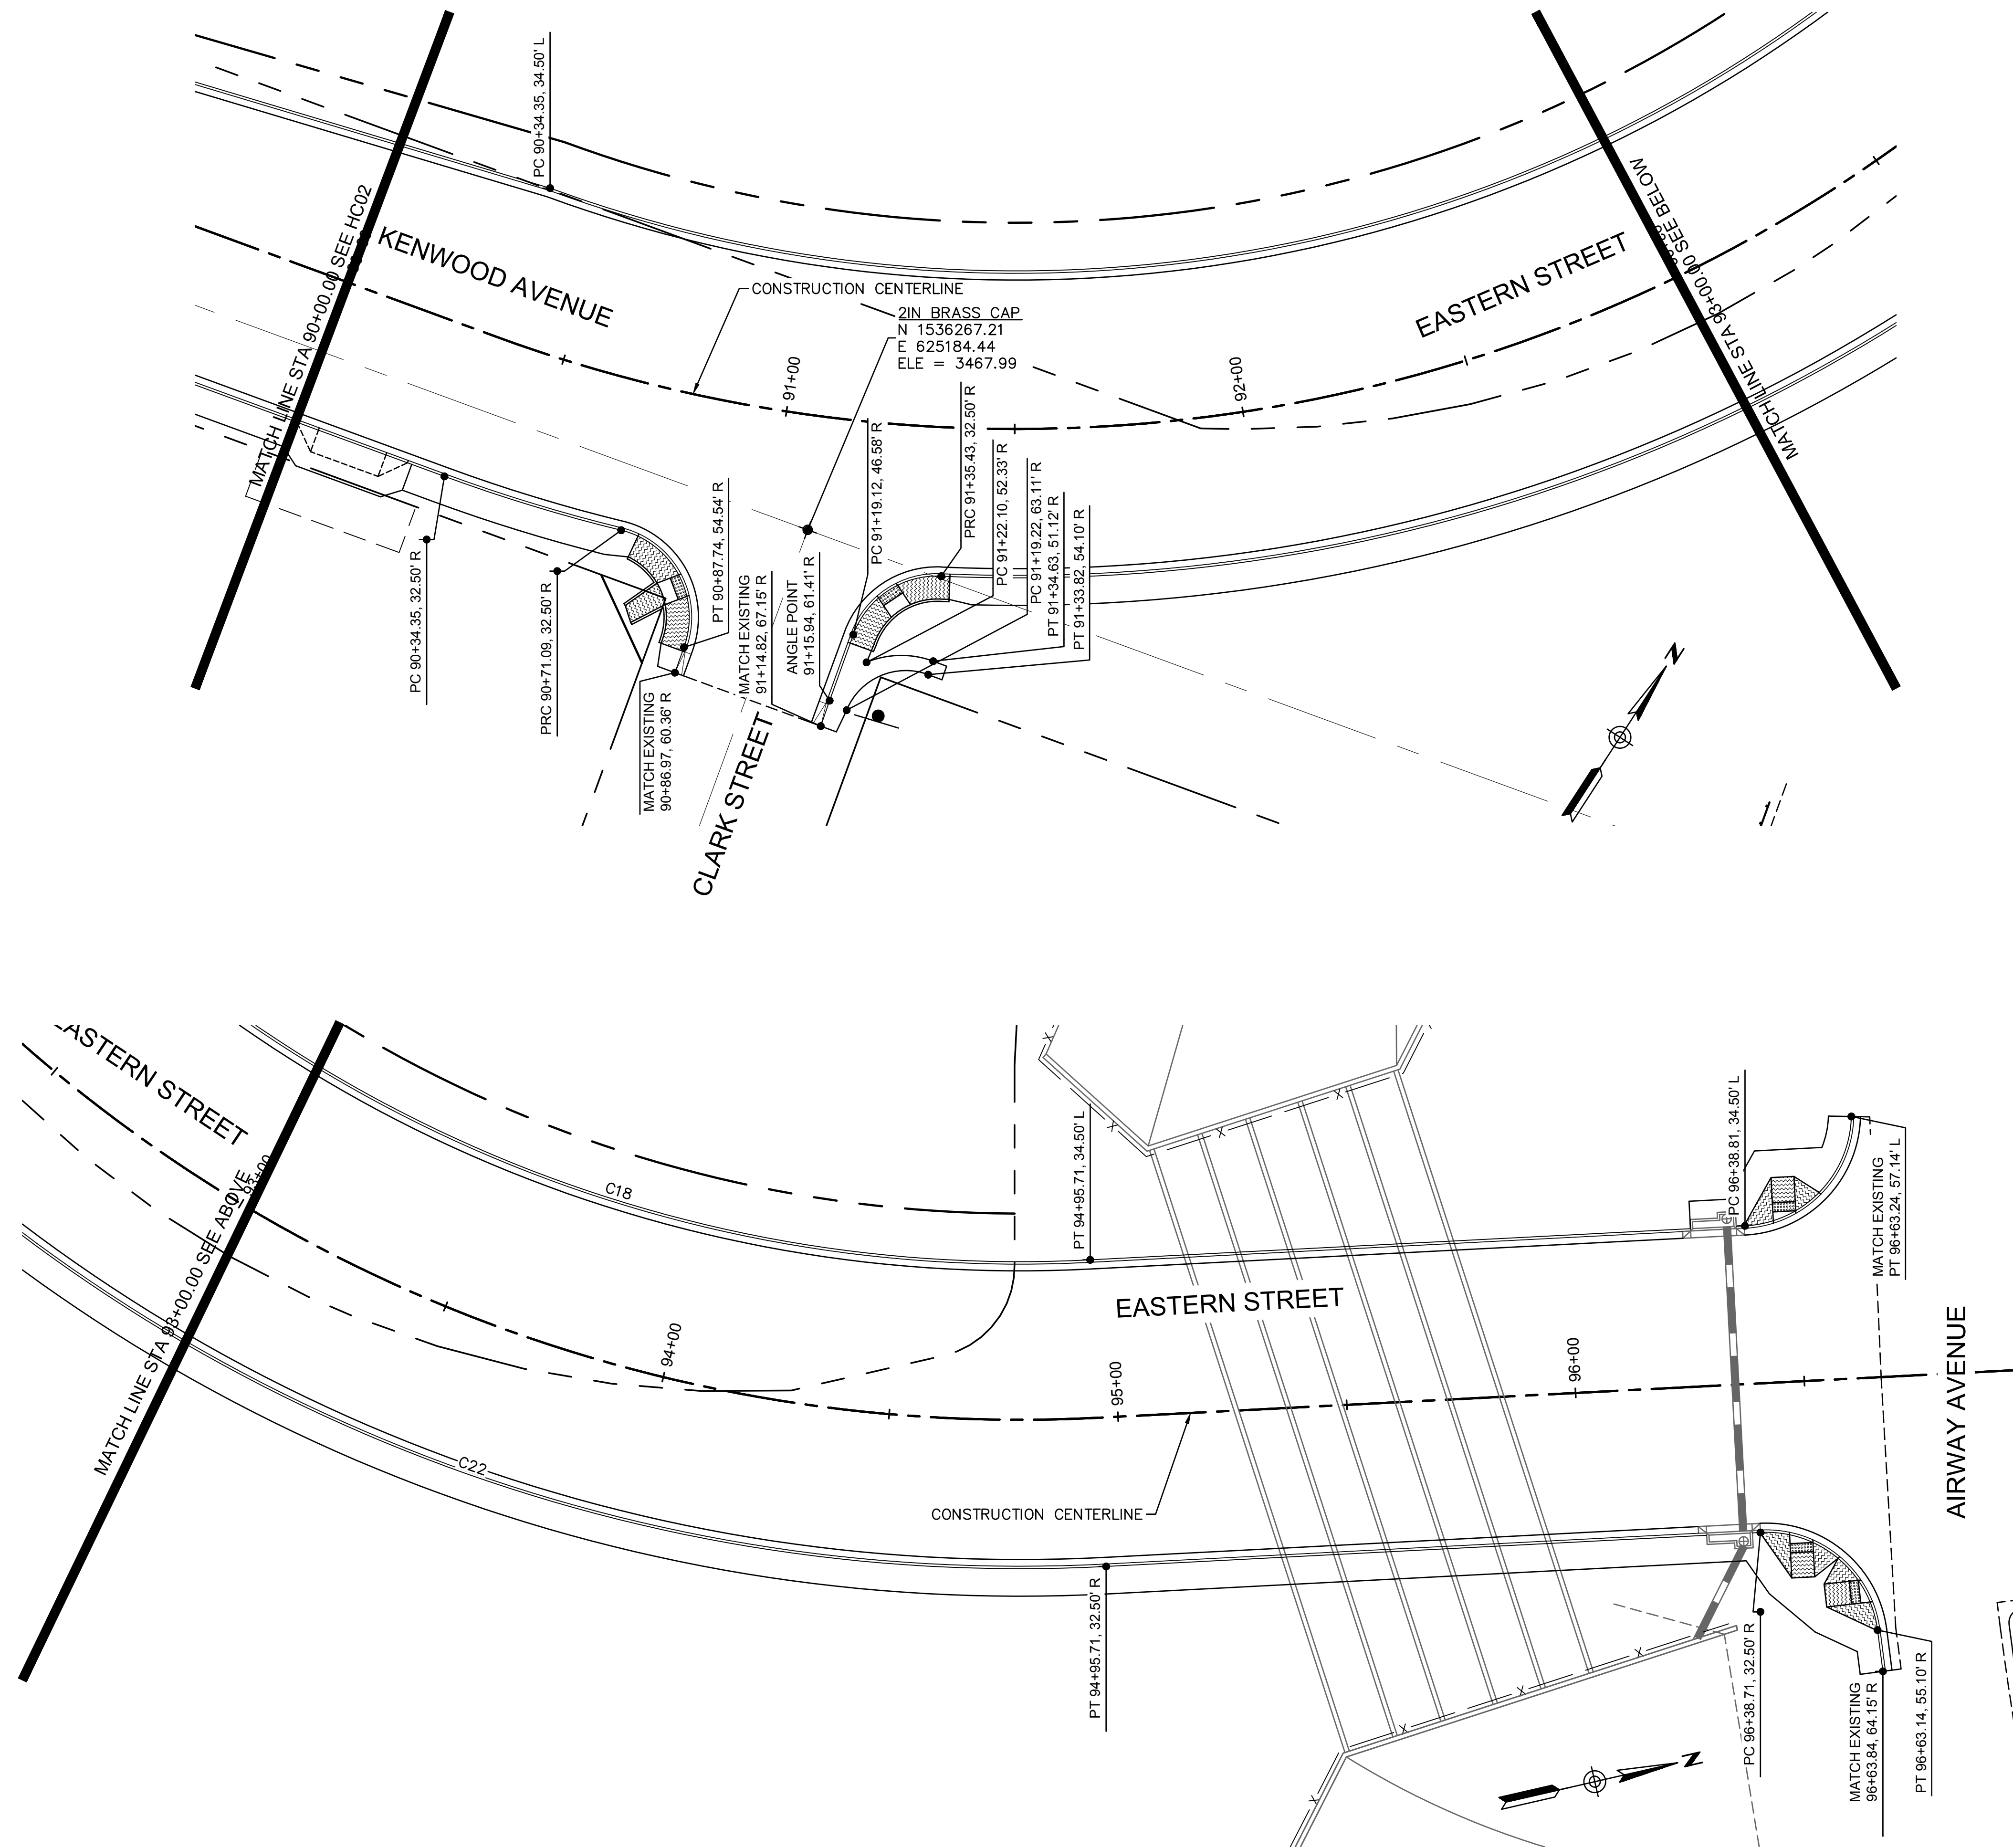 PC 90+34.35, 34.50' L
MATCH LINE STA 90+00.00 SEE HC02
KENWOOD AVENUE
CONSTRUCTION CENTERLINE
2IN BRASS CAP
N 1536267.21
E 625184.44
ELE = 3467.99
EASTERN STREET
MATCH LINE STA 93+00.00 SEE BELOW
91+00
92+00
PC 90+34.35, 32.50' R
PRC 90+71.09, 32.50' R
MATCH EXISTING
90+86.97, 60.36' R
PT 90+87.74, 54.54' R
MATCH EXISTING
91+14.82, 67.15' R
ANGLE POINT
91+15.94, 61.41' R
PC 91+19.12, 46.58' R
PRC 91+35.43, 32.50' R
PC 91+22.10, 52.33' R
PC 91+19.22, 63.11' R
PT 91+34.63, 51.12' R
PT 91+33.82, 54.10' R
CLARK STREET
N
EASTERN STREET
MATCH LINE STA 93+00.00 SEE ABOVE
93+00
C18
C22
94+00
95+00
96+00
PT 94+95.71, 34.50' L
EASTERN STREET
CONSTRUCTION CENTERLINE
PT 94+95.71, 32.50' R
X
X
X
X
X
X
X
X
X
PC 96+38.81, 34.50' L
MATCH EXISTING
PT 96+63.24, 57.14' L
AIRWAY AVENUE
PC 96+38.71, 32.50' R
MATCH EXISTING
96+63.84, 64.15' R
PT 96+63.14, 55.10' R
N